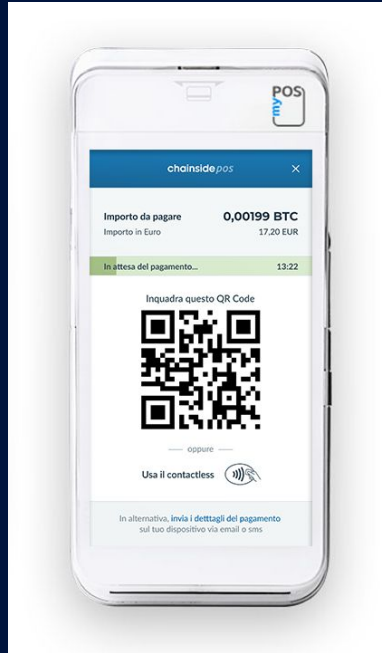 myPOS
chainside pos
Importo da pagare 0,00199 BTC
Importo in Euro 17,20 EUR
In attesa del pagamento... 13:22
Inquadra questo QR Code
oppure
Usa il contactless
In alternativa, invia i detttagli del pagamento
sul tuo dispositivo via email o sms